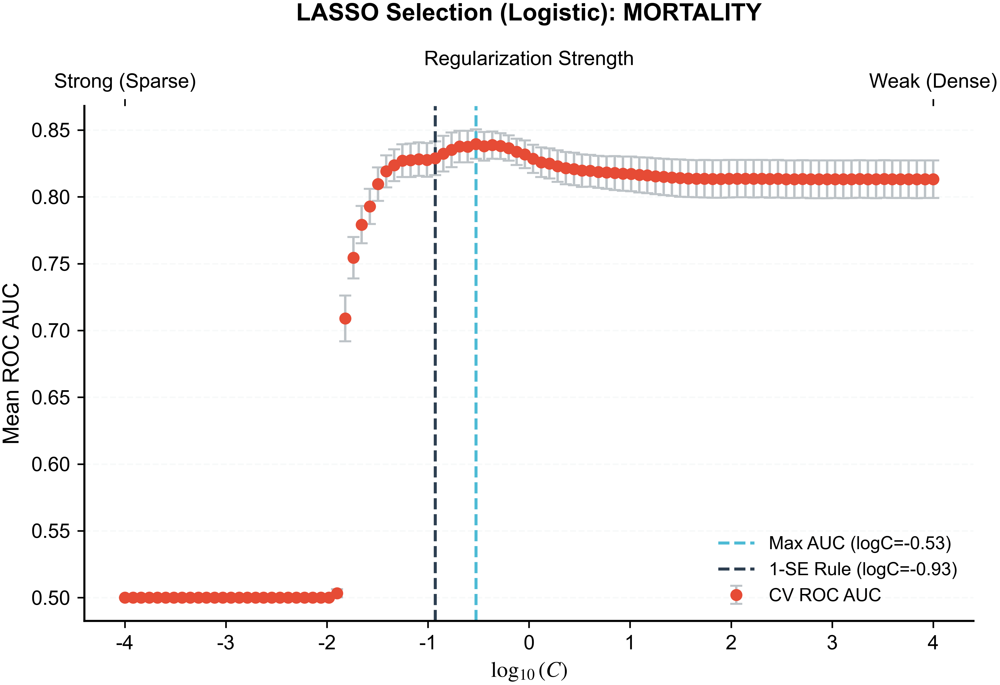 LASSO Selection (Logistic): MORTALITY
Regularization Strength
Strong (Sparse)
Weak (Dense)
Mean ROC AUC
0.85
0.80
0.75
0.70
0.65
0.60
0.55
0.50
Max AUC (logC=-0.53)
1-SE Rule (logC=-0.93)
CV ROC AUC
-4 -3 -2 -1 0 1 2 3 4
log₁₀(C)